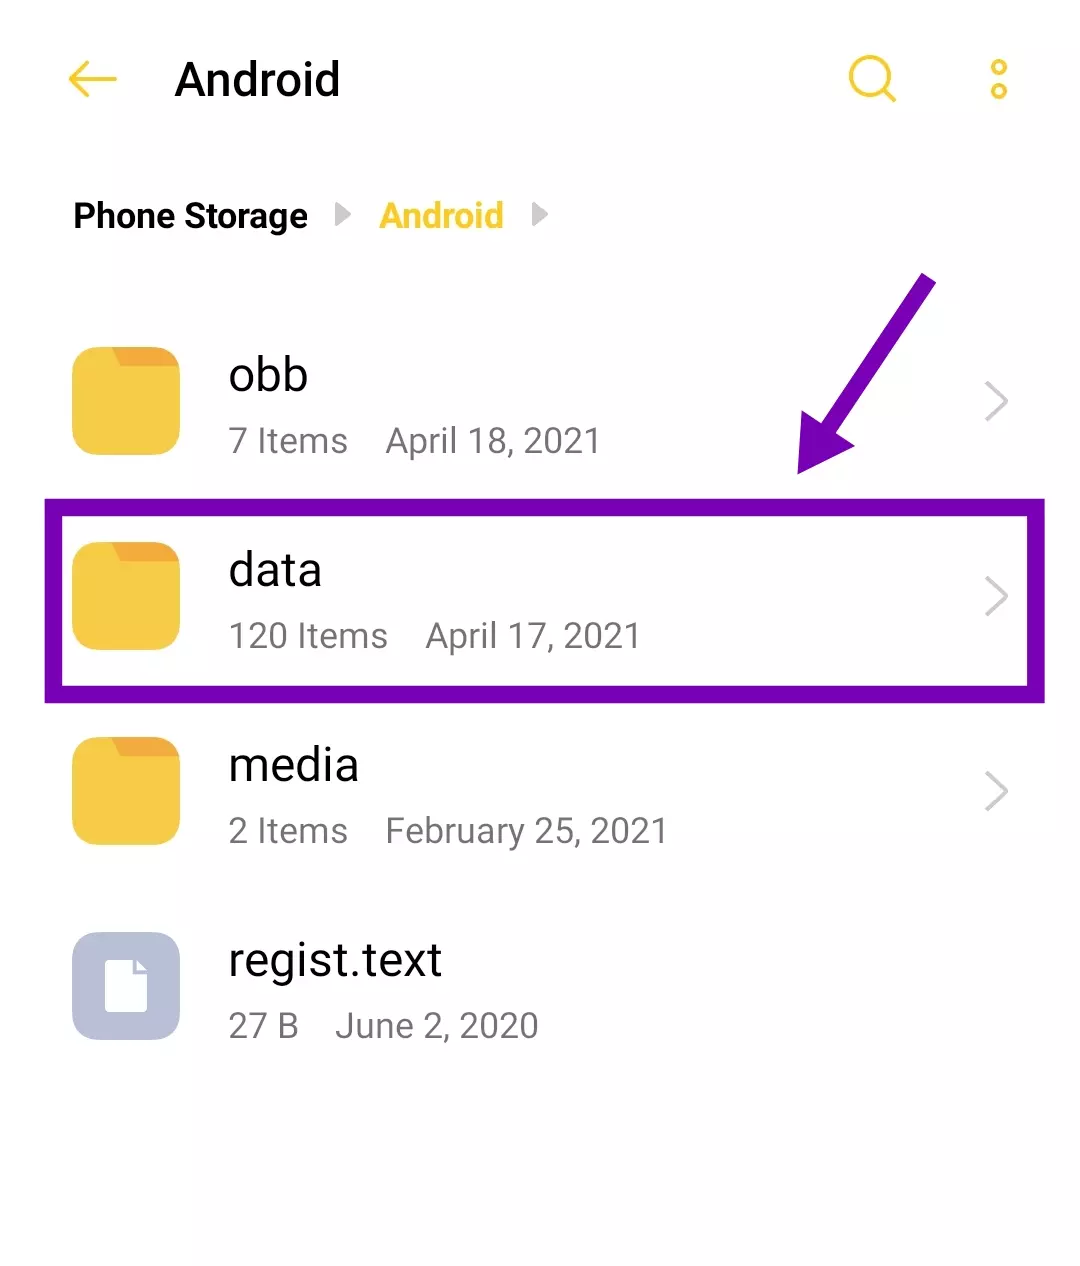 Android
Phone Storage Android
obb
7 Items April 18, 2021
data
120 Items April 17, 2021
media
2 Items February 25, 2021
regist.text
27 B June 2, 2020